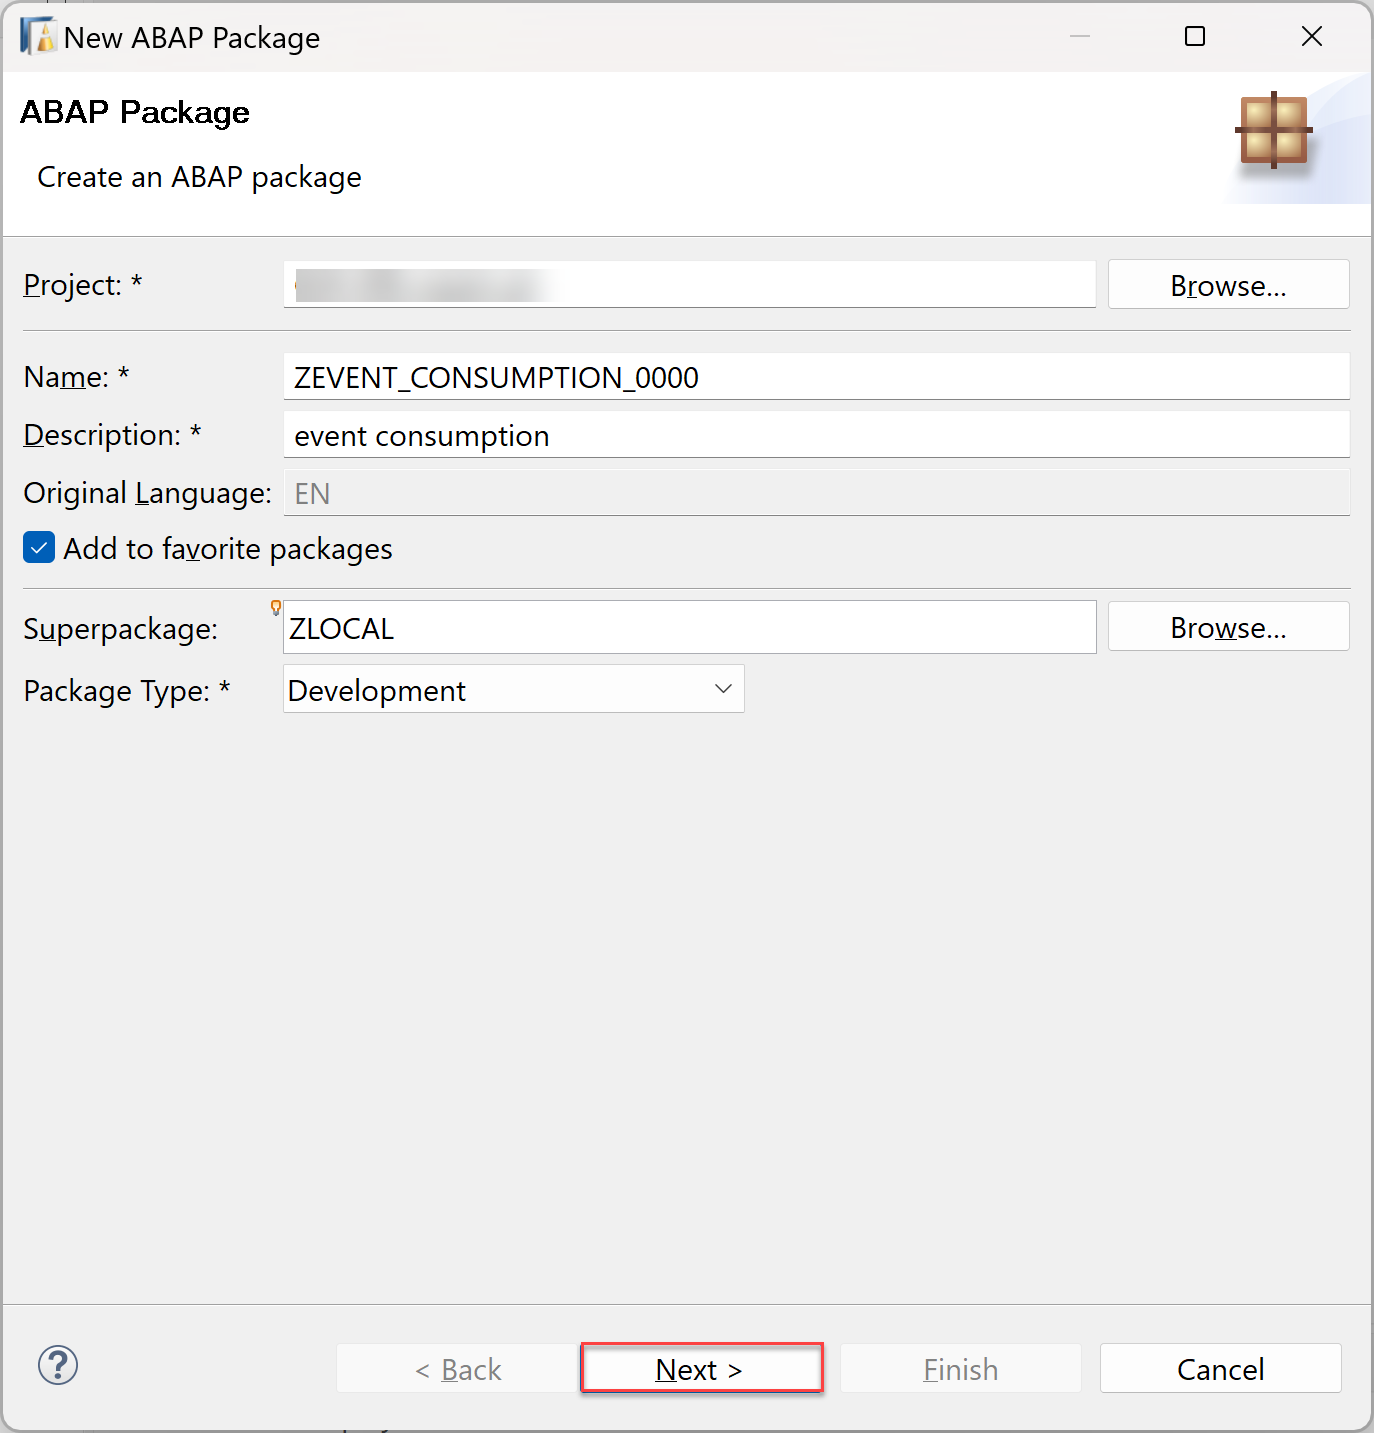 New ABAP Package
ABAP Package
Create an ABAP package
Project: *
Browse...
Name: * ZEVENT_CONSUMPTION_0000
Description: * event consumption
Original Language: EN
Add to favorite packages
Superpackage: ZLOCAL Browse...
Package Type: * Development
? < Back Next > Finish Cancel